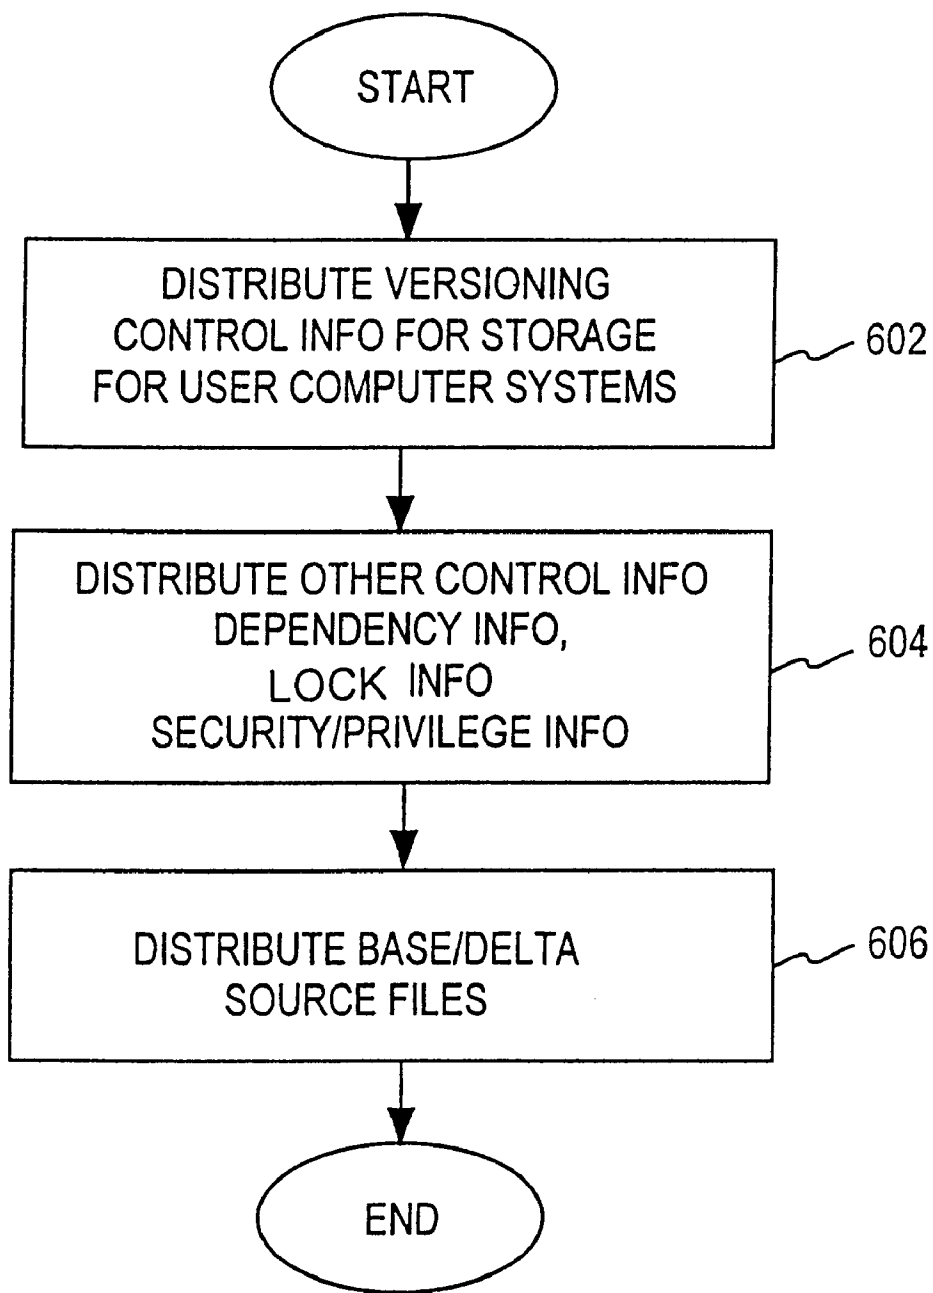 START
DISTRIBUTE VERSIONING
CONTROL INFO FOR STORAGE
FOR USER COMPUTER SYSTEMS
602
DISTRIBUTE OTHER CONTROL INFO
DEPENDENCY INFO,
LOCK INFO
SECURITY/PRIVILEGE INFO
604
DISTRIBUTE BASE/DELTA
SOURCE FILES
606
END